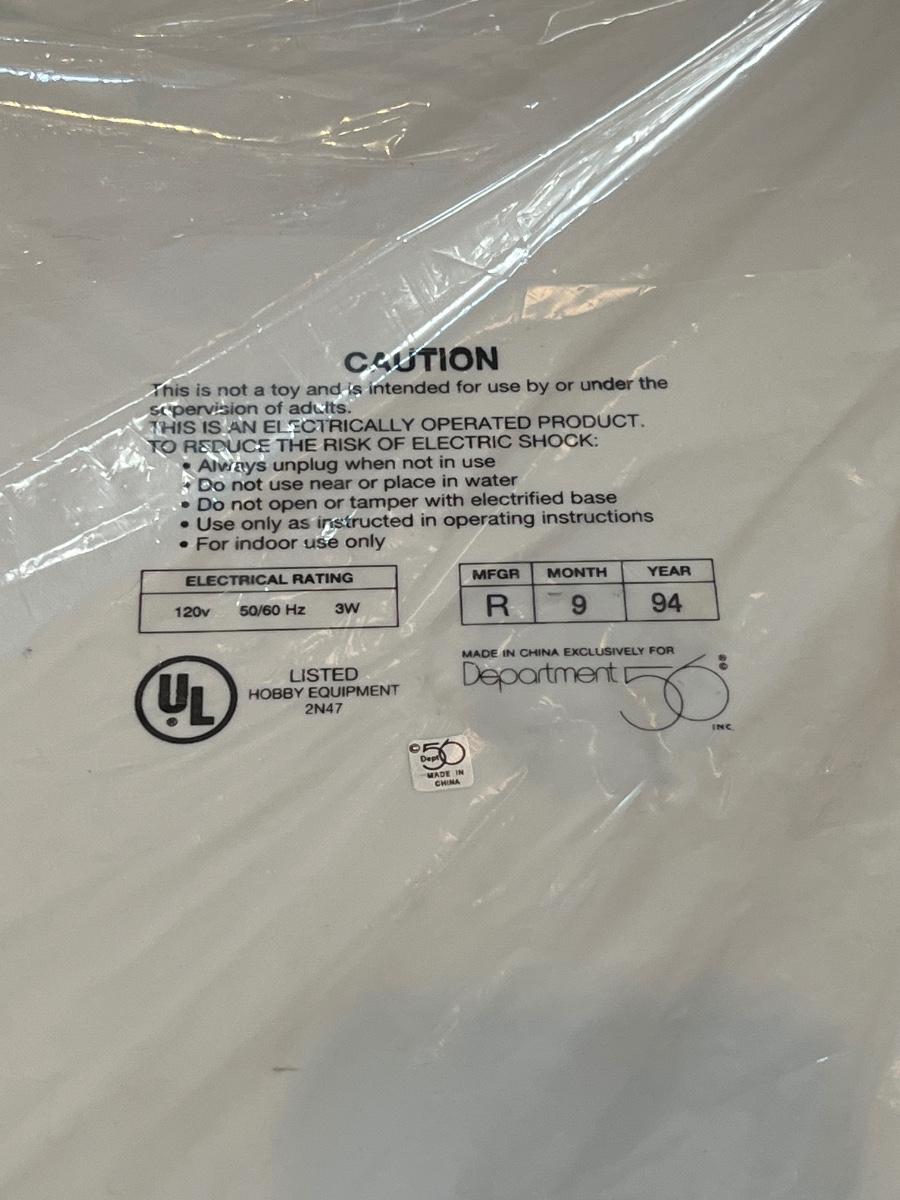 CAUTION
This is not a toy and is intended for use by or under the
supervision of adults.
THIS IS AN ELECTRICALLY OPERATED PRODUCT.
TO REDUCE THE RISK OF ELECTRIC SHOCK:
• Always unplug when not in use
• Do not use near or place in water
• Do not open or tamper with electrified base
• Use only as instructed in operating instructions
• For indoor use only
ELECTRICAL RATING
120v 50/60 Hz 3W
MFGR MONTH YEAR
R 9 94
UL ®
LISTED
HOBBY EQUIPMENT
2N47
MADE IN CHINA EXCLUSIVELY FOR
Department 56 ® ©
INC.
© Dept 56
MADE IN
CHINA